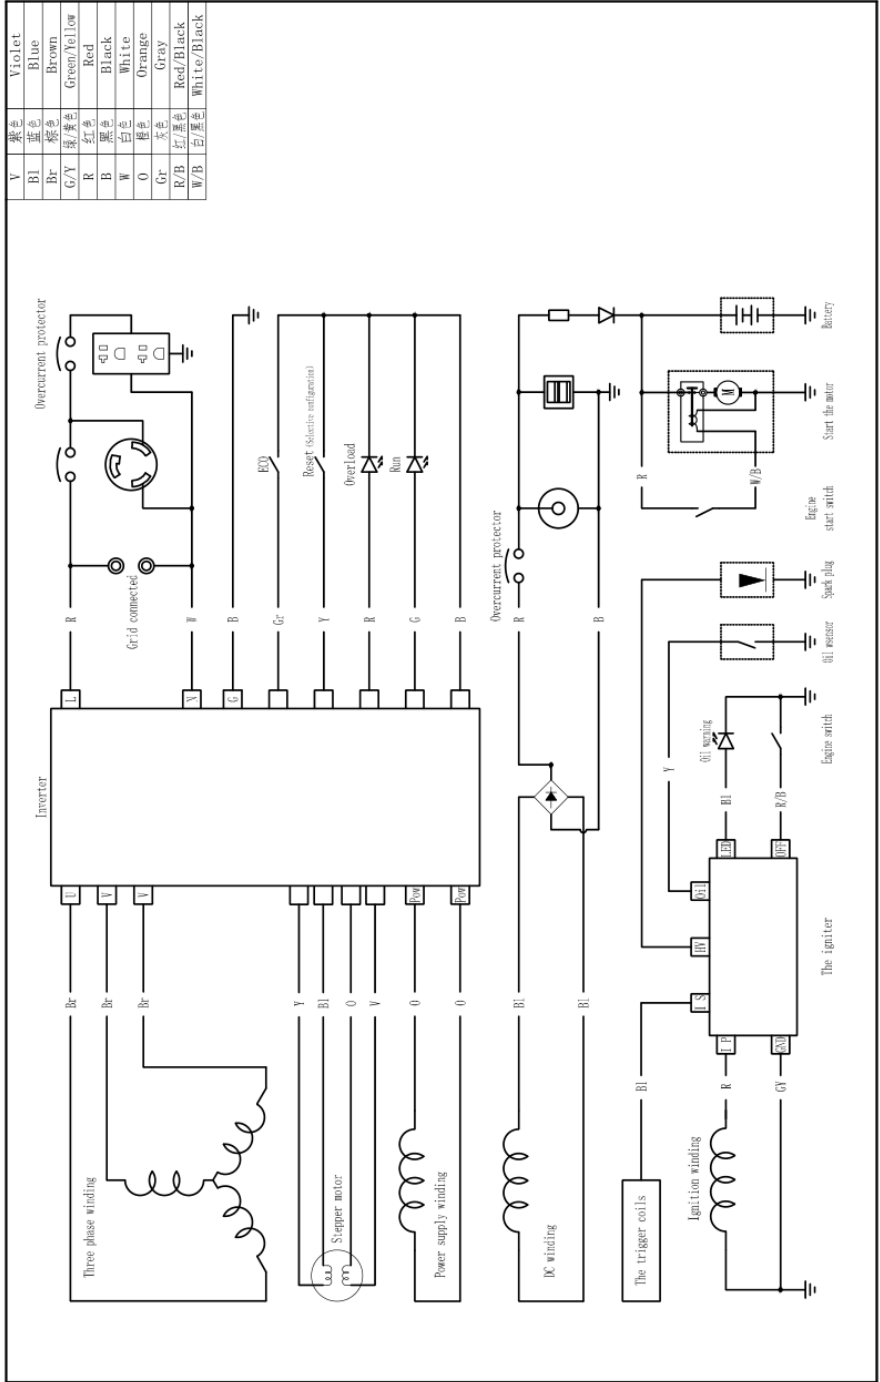 V 紫色 Violet
Bl 蓝色 Blue
Br 棕色 Brown
G/Y 绿/黄色 Green/Yellow
R 红色 Red
B 黑色 Black
W 白色 White
O 橙色 Orange
Gr 灰色 Gray
R/B 红/黑色 Red/Black
W/B 白/黑色 White/Black
Inverter
Overcurrent protector
Three phase winding
Br
U
L
R
Br
V
Grid connected
Br
V
N
W
G
B
Gr
ECO
Y
Y
Reset (Selective configuration)
Bl
Stepper motor
O
R
Overload
V
Run
O
Pow
G
Power supply winding
O
Pow
B
Overcurrent protector
Bl
R
DC winding
Bl
B
The trigger coils
Bl
Y
R
Ignition winding
I S
HV
Oil
Oil warning
R
I P
LED
Bl
W/B
GY
GND
OFF
R/B
M
The igniter
Engine switch
Oil wsensor
Spark plug
Engine
start switch
Start the motor
Battery